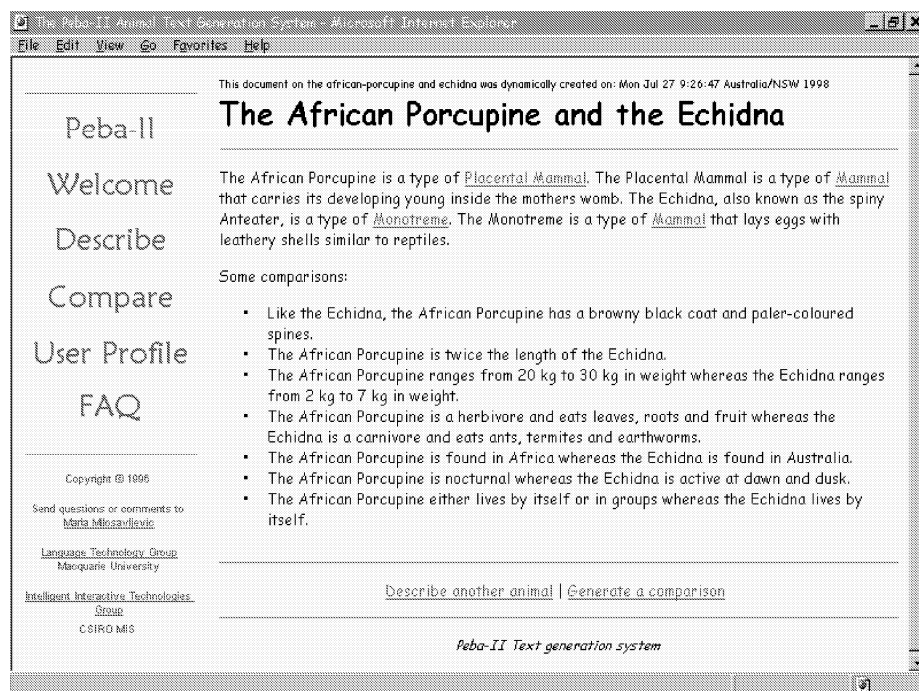 The Peba-II Animal Text Generation System - Microsoft Internet Explorer
File Edit View Go Favorites Help
Peba-II
Welcome
Describe
Compare
User Profile
FAQ
Copyright © 1996
Send questions or comments to
Maria Milosavljevic
Language Technology Group
Macquarie University
Intelligent Interactive Technologies
Group
CSIRO MIS
This document on the african-porcupine and echidna was dynamically created on: Mon Jul 27 9:26:47 Australia/NSW 1998
The African Porcupine and the Echidna
The African Porcupine is a type of Placental Mammal. The Placental Mammal is a type of Mammal
that carries its developing young inside the mothers womb. The Echidna, also known as the spiny
Anteater, is a type of Monotreme. The Monotreme is a type of Mammal that lays eggs with
leathery shells similar to reptiles.
Some comparisons:
• Like the Echidna, the African Porcupine has a browny black coat and paler-coloured
spines.
• The African Porcupine is twice the length of the Echidna.
• The African Porcupine ranges from 20 kg to 30 kg in weight whereas the Echidna ranges
from 2 kg to 7 kg in weight.
• The African Porcupine is a herbivore and eats leaves, roots and fruit whereas the
Echidna is a carnivore and eats ants, termites and earthworms.
• The African Porcupine is found in Africa whereas the Echidna is found in Australia.
• The African Porcupine is nocturnal whereas the Echidna is active at dawn and dusk.
• The African Porcupine either lives by itself or in groups whereas the Echidna lives by
itself.
Describe another animal | Generate a comparison
Peba-II Text generation system